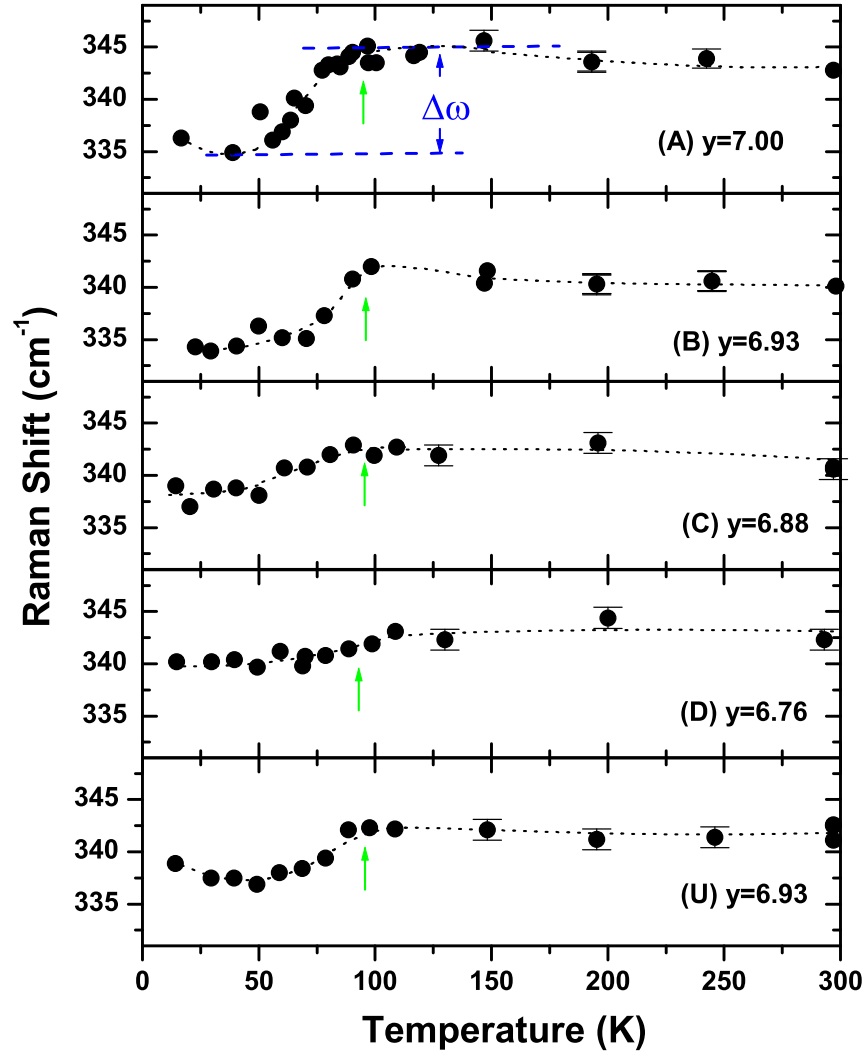 345
340
335
Δω
(A) y=7.00
345
340
335
(B) y=6.93
345
340
335
(C) y=6.88
345
340
335
(D) y=6.76
345
340
335
(U) y=6.93
Raman Shift (cm⁻¹)
0 50 100 150 200 250 300
Temperature (K)